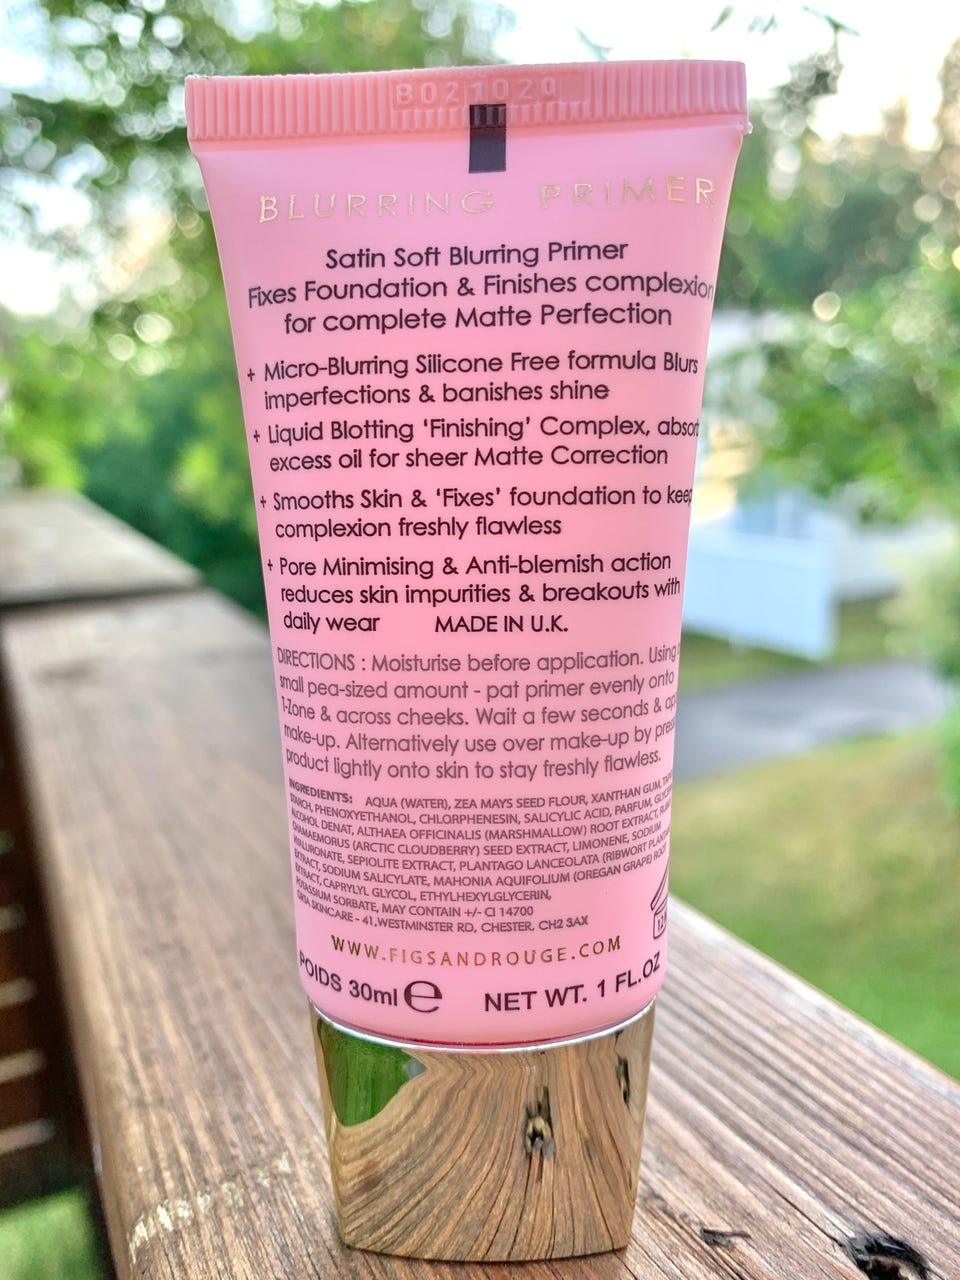 B021020
BLURRING PRIMER
Satin Soft Blurring Primer
Fixes Foundation & Finishes complexion
for complete Matte Perfection
+ Micro-Blurring Silicone Free formula Blurs
imperfections & banishes shine
+ Liquid Blotting ‘Finishing’ Complex, absorb
excess oil for sheer Matte Correction
+ Smooths Skin & ‘Fixes’ foundation to keep
complexion freshly flawless
+ Pore Minimising & Anti-blemish action
reduces skin impurities & breakouts with
daily wear MADE IN U.K.
DIRECTIONS : Moisturise before application. Using
small pea-sized amount - pat primer evenly onto
T-Zone & across cheeks. Wait a few seconds &
make-up. Alternatively use over make-up by
product lightly onto skin to stay freshly flawless.
INGREDIENTS: AQUA (WATER), ZEA MAYS SEED FLOUR, XANTHAN GUM,
STARCH, PHENOXYETHANOL, CHLORPHENESIN, SALICYLIC ACID, PARFUM,
ALCOHOL DENAT, ALTHAEA OFFICINALIS (MARSHMALLOW) ROOT EXTRACT,
CHAMAEMORUS (ARCTIC CLOUDBERRY) SEED EXTRACT, LIMONENE, SODIUM
HYALURONATE, SEPIOLITE EXTRACT, PLANTAGO LANCEOLATA (RIBWORT
EXTRACT, SODIUM SALICYLATE, MAHONIA AQUIFOLIUM (OREGAN GRAPE) ROOT
EXTRACT, CAPRYLYL GLYCOL, ETHYLHEXYLGLYCERIN,
POTASSIUM SORBATE, MAY CONTAIN +/- CI 14700
SKINCARE - 41, WESTMINSTER RD, CHESTER, CH2 3AX
WWW.FIGSANDROUGE.COM
POIDS 30ml e NET WT. 1 FL.OZ